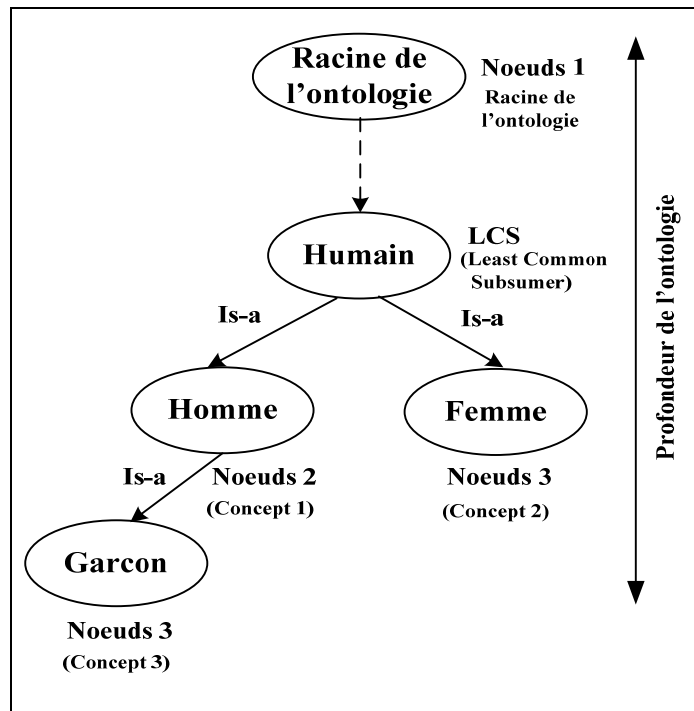 Racine de
l'ontologie
Noeuds 1
Racine de
l'ontologie
Humain
LCS
(Least Common
Subsumer)
Is-a
Is-a
Homme
Femme
Noeuds 2
(Concept 1)
Noeuds 3
(Concept 2)
Is-a
Garcon
Noeuds 3
(Concept 3)
Profondeur de l'ontologie